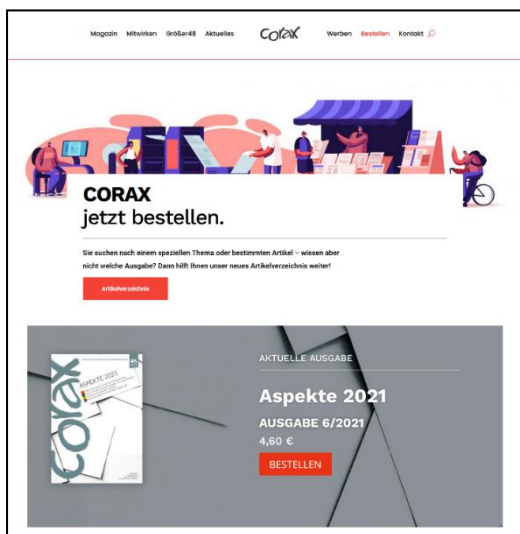 Magazin Mitwirken Größer48 Aktuelles Corax Werben Bestellen Kontakt
CORAX
jetzt bestellen.
Sie suchen nach einem speziellen Thema oder bestimmten Artikel – wissen aber
nicht welche Ausgabe? Dann hilft Ihnen unser neues Artikelverzeichnis weiter!
Artikelverzeichnis
corax
ASPEKTE 2021
AKTUELLE AUSGABE
Aspekte 2021
AUSGABE 6/2021
4,60 €
BESTELLEN